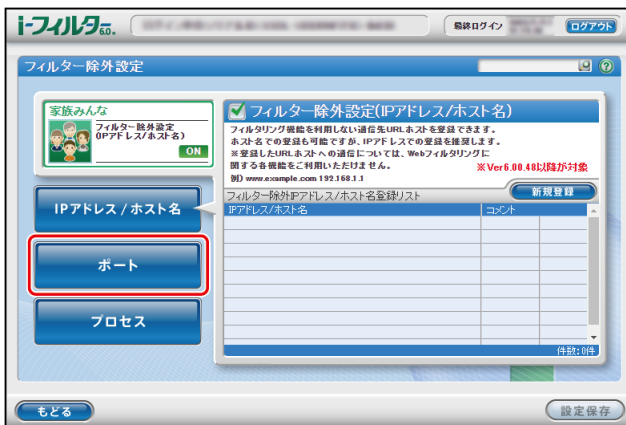 i-フィルター6.0.
最終ログイン
ログアウト
フィルター除外設定
家族みんな
フィルター除外設定
(IPアドレス/ホスト名)
ON
IPアドレス / ホスト名
ポート
プロセス
フィルター除外設定(IPアドレス/ホスト名)
フィルタリング機能を利用しない通信先URLホストを登録できます。
ホスト名での登録も可能ですが、IPアドレスでの登録を推奨します。
※登録したURLホストへの通信については、Webフィルタリングに
関する各機能をご利用いただけません。
※Ver6.00.48以降が対象
例) www.example.com 192.168.1.1
フィルター除外IPアドレス/ホスト名登録リスト
新規登録
IPアドレス/ホスト名
コメント
件数:0件
もどる
設定保存